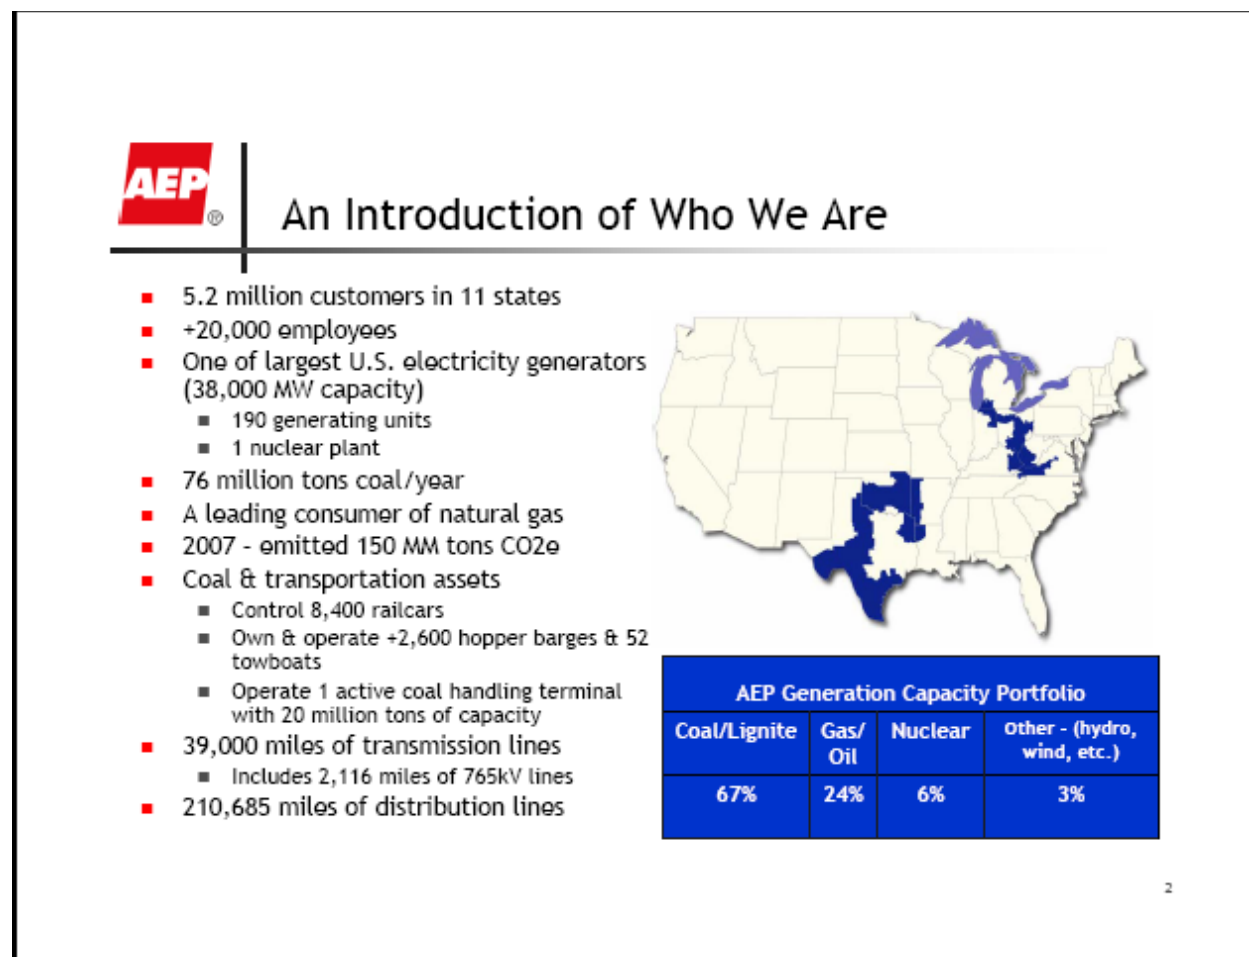 AEP
®
An Introduction of Who We Are
5.2 million customers in 11 states
+20,000 employees
One of largest U.S. electricity generators
(38,000 MW capacity)
190 generating units
1 nuclear plant
76 million tons coal/year
A leading consumer of natural gas
2007 - emitted 150 MM tons CO2e
Coal & transportation assets
Control 8,400 railcars
Own & operate +2,600 hopper barges & 52
towboats
Operate 1 active coal handling terminal
with 20 million tons of capacity
39,000 miles of transmission lines
Includes 2,116 miles of 765kV lines
210,685 miles of distribution lines
AEP Generation Capacity Portfolio
Coal/Lignite Gas/ Nuclear Other - (hydro,
Oil wind, etc.)
67% 24% 6% 3%
2